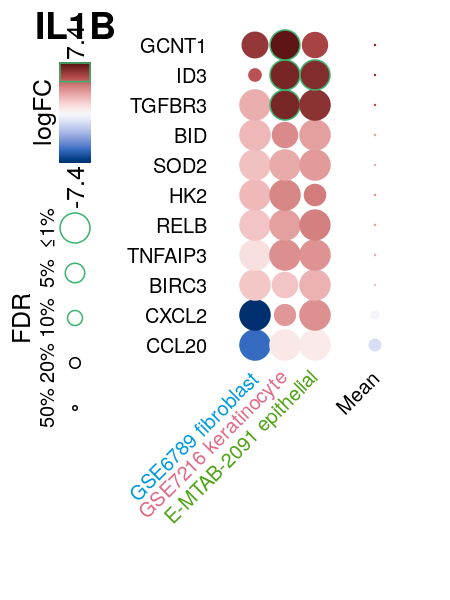 IL1B
7.4
logFC
-7.4
FDR
≤1%
5%
10%
20%
50%
GCNT1
ID3
TGFBR3
BID
SOD2
HK2
RELB
TNFAIP3
BIRC3
CXCL2
CCL20
GSE6789 fibroblast
GSE7216 keratinocyte
E-MTAB-2091 epithelial
Mean